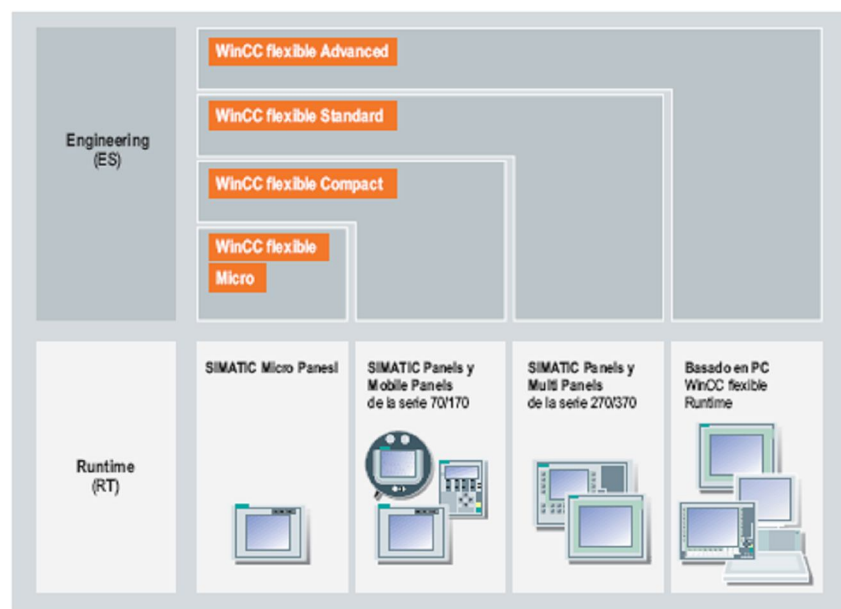 WinCC flexible Advanced
WinCC flexible Standard
Engineering
(ES)
WinCC flexible Compact
WinCC flexible
Micro
SIMATIC Micro Panesl
SIMATIC Panels y
Mobile Panels
de la serie 70/170
SIMATIC Panels y
Multi Panels
de la serie 270/370
Basado en PC
WinCC flexible
Runtime
Runtime
(RT)